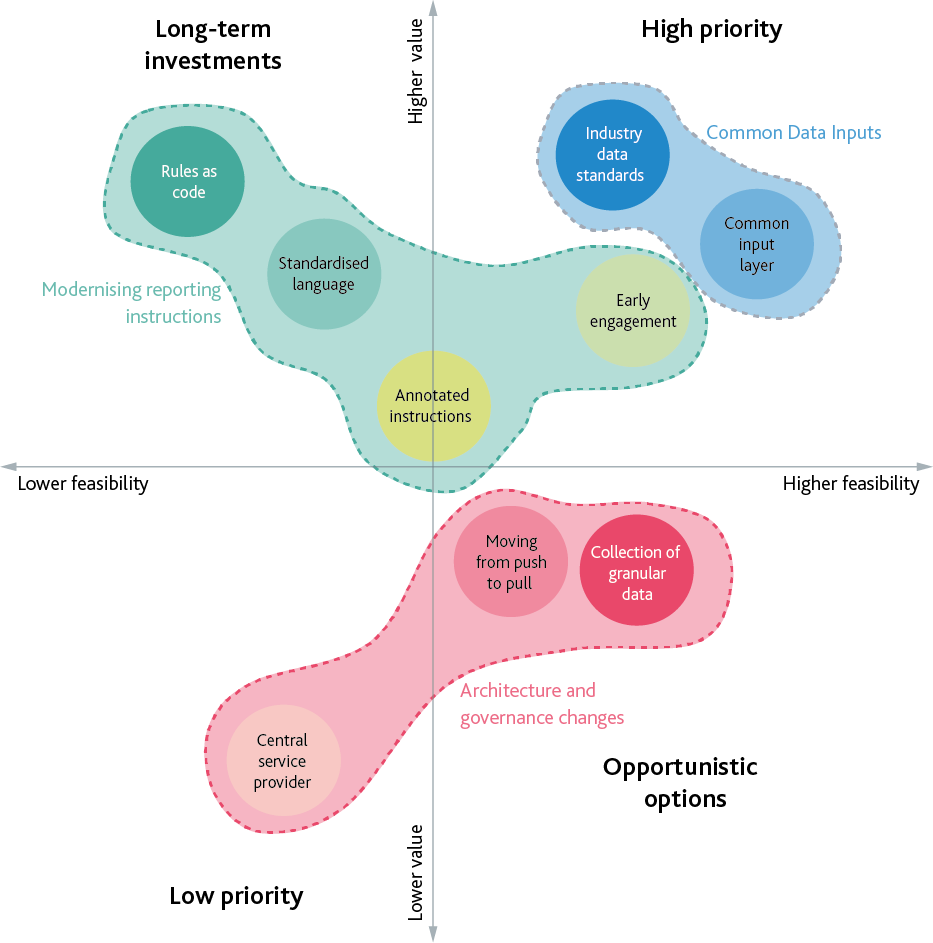 Long-term
investments
Higher value
High priority
Rules as
code
Industry
data
standards
Common Data Inputs
Common
input
layer
Standardised
language
Modernising reporting
instructions
Early
engagement
Annotated
instructions
Lower feasibility
Higher feasibility
Moving
from push
to pull
Collection of
granular
data
Architecture and
governance changes
Central
service
provider
Opportunistic
options
Lower value
Low priority